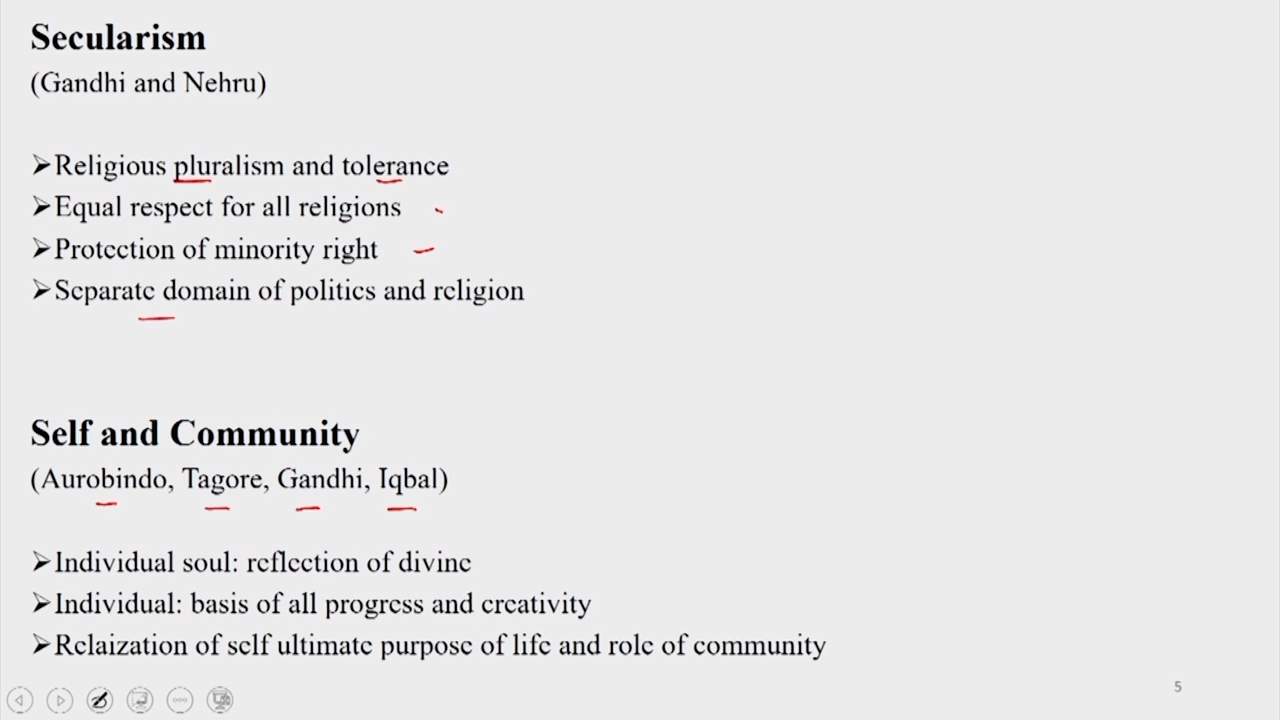 Secularism
(Gandhi and Nehru)
➢Religious pluralism and tolerance
➢Equal respect for all religions
➢Protection of minority right
➢Separate domain of politics and religion
Self and Community
(Aurobindo, Tagore, Gandhi, Iqbal)
➢Individual soul: reflection of divine
➢Individual: basis of all progress and creativity
➢Relaization of self ultimate purpose of life and role of community
5